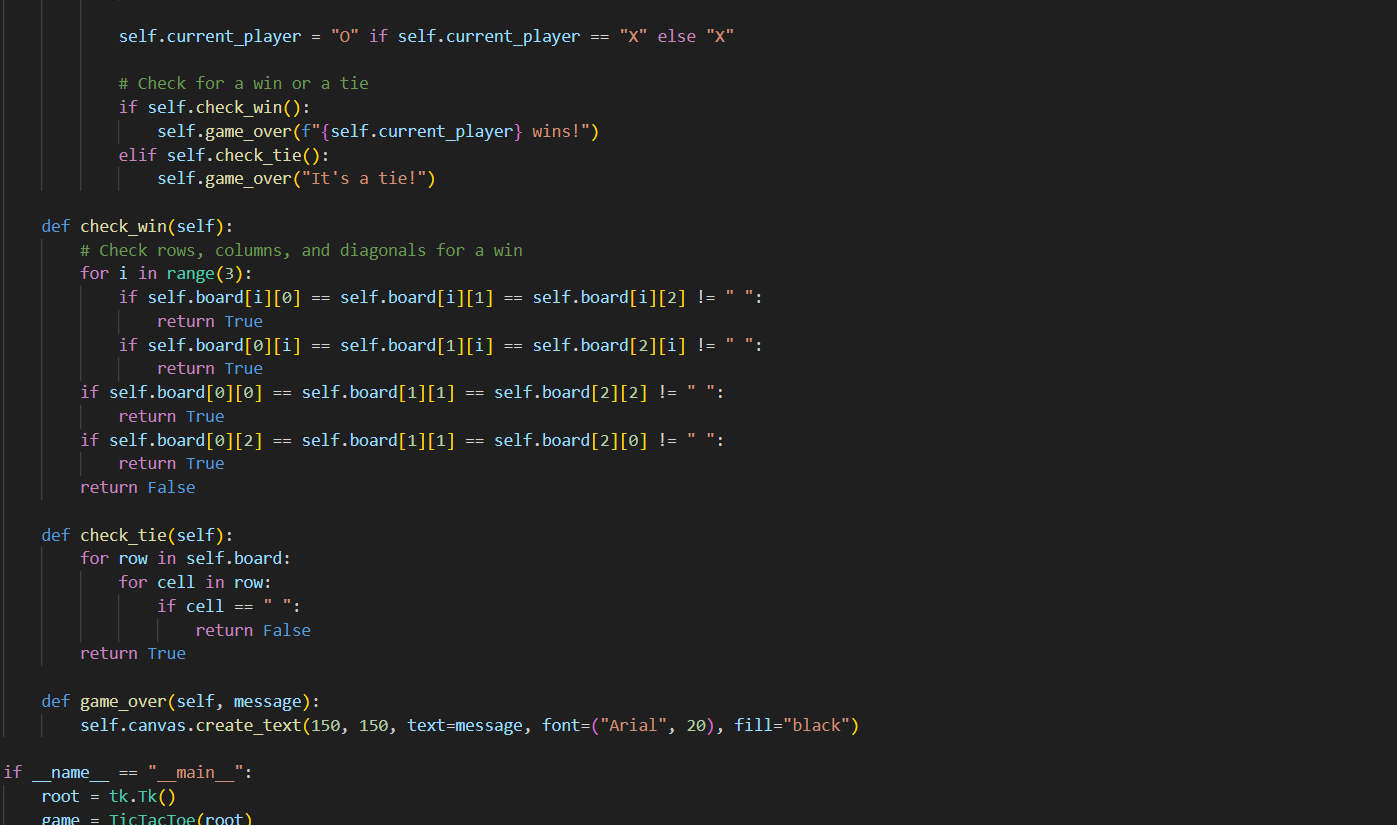 self.current_player = "O" if self.current_player == "X" else "X"
# Check for a win or a tie
if self.check_win():
self.game_over(f"{self.current_player} wins!")
elif self.check_tie():
self.game_over("It's a tie!")
def check_win(self):
# Check rows, columns, and diagonals for a win
for i in range(3):
if self.board[i][0] == self.board[i][1] == self.board[i][2] != " ":
return True
if self.board[0][i] == self.board[1][i] == self.board[2][i] != " ":
return True
if self.board[0][0] == self.board[1][1] == self.board[2][2] != " ":
return True
if self.board[0][2] == self.board[1][1] == self.board[2][0] != " ":
return True
return False
def check_tie(self):
for row in self.board:
for cell in row:
if cell == " ":
return False
return True
def game_over(self, message):
self.canvas.create_text(150, 150, text=message, font=("Arial", 20), fill="black")
if __name__ == "__main__":
root = tk.Tk()
game = TicTacToe(root)